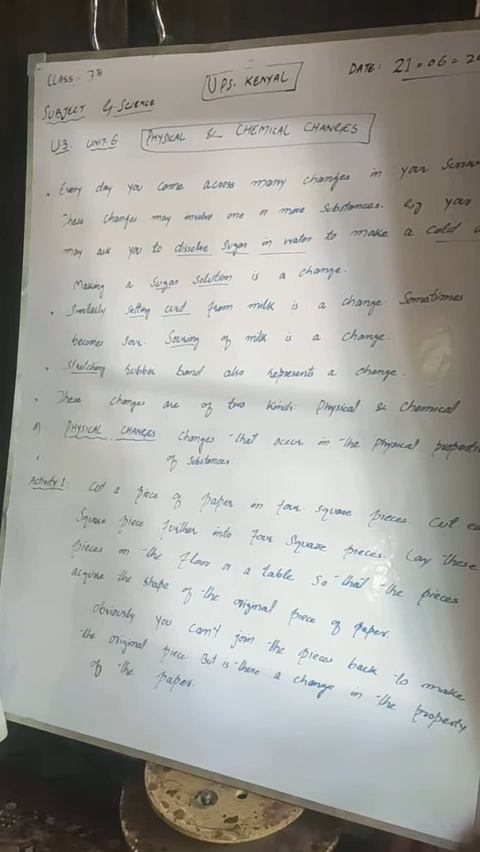 CLASS:- 7TH
UPS. KENYAL
DATE: 21=06=20
SUBJECT G. SCIENCE
U.3. UNIT-6 PHYSICAL & CHEMICAL CHANGES
• Every day you come across many changes in your
These changes may involve one or more substances. e.g your
may ask you to dissolve sugar in water to make a cold
Making a Sugar Solution is a change.
• Similarly setting curd from milk is a change. Sometimes
becomes sour. Souring of milk is a change.
• Stretching rubber band also represents a change.
• These changes are of two kinds: Physical & Chemical
A) PHYSICAL CHANGES Changes that occur in the physical
of Substances.
Activity 1: Cut a piece of paper in four square pieces. Cut
Square piece further into four square pieces. Lay these
pieces on the floor or a table so that the pieces
acquire the shape of the original piece of paper.
Obviously you can't join the pieces back to make
the original piece. But is there a change in the property
of the paper.